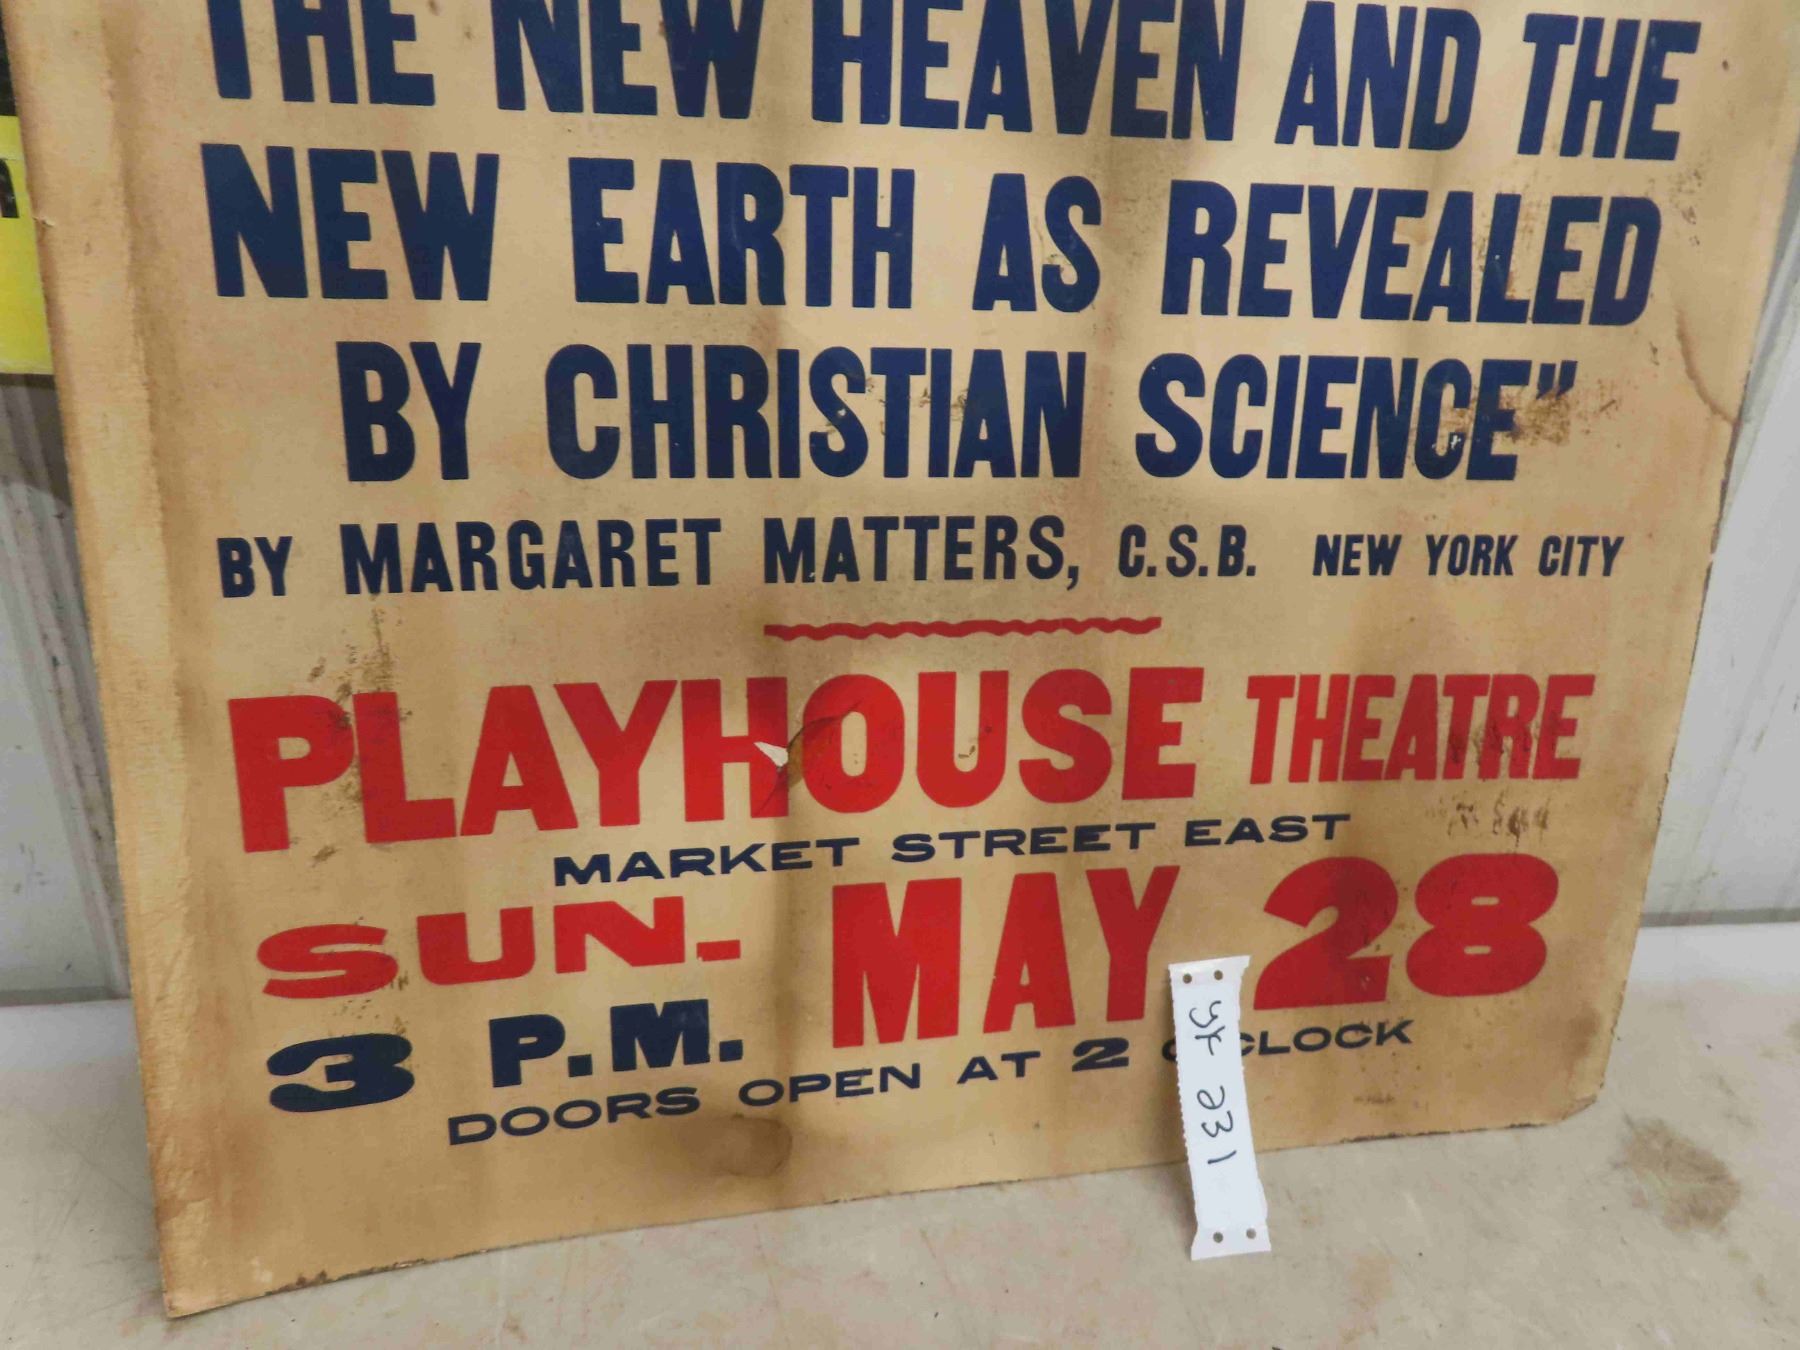 THE NEW HEAVEN AND THE
NEW EARTH AS REVEALED
BY CHRISTIAN SCIENCE"
BY MARGARET MATTERS, C.S.B. NEW YORK CITY
PLAYHOUSE THEATRE
MARKET STREET EAST
SUN. MAY 28
3 P.M.
DOORS OPEN AT 2 O'CLOCK
231